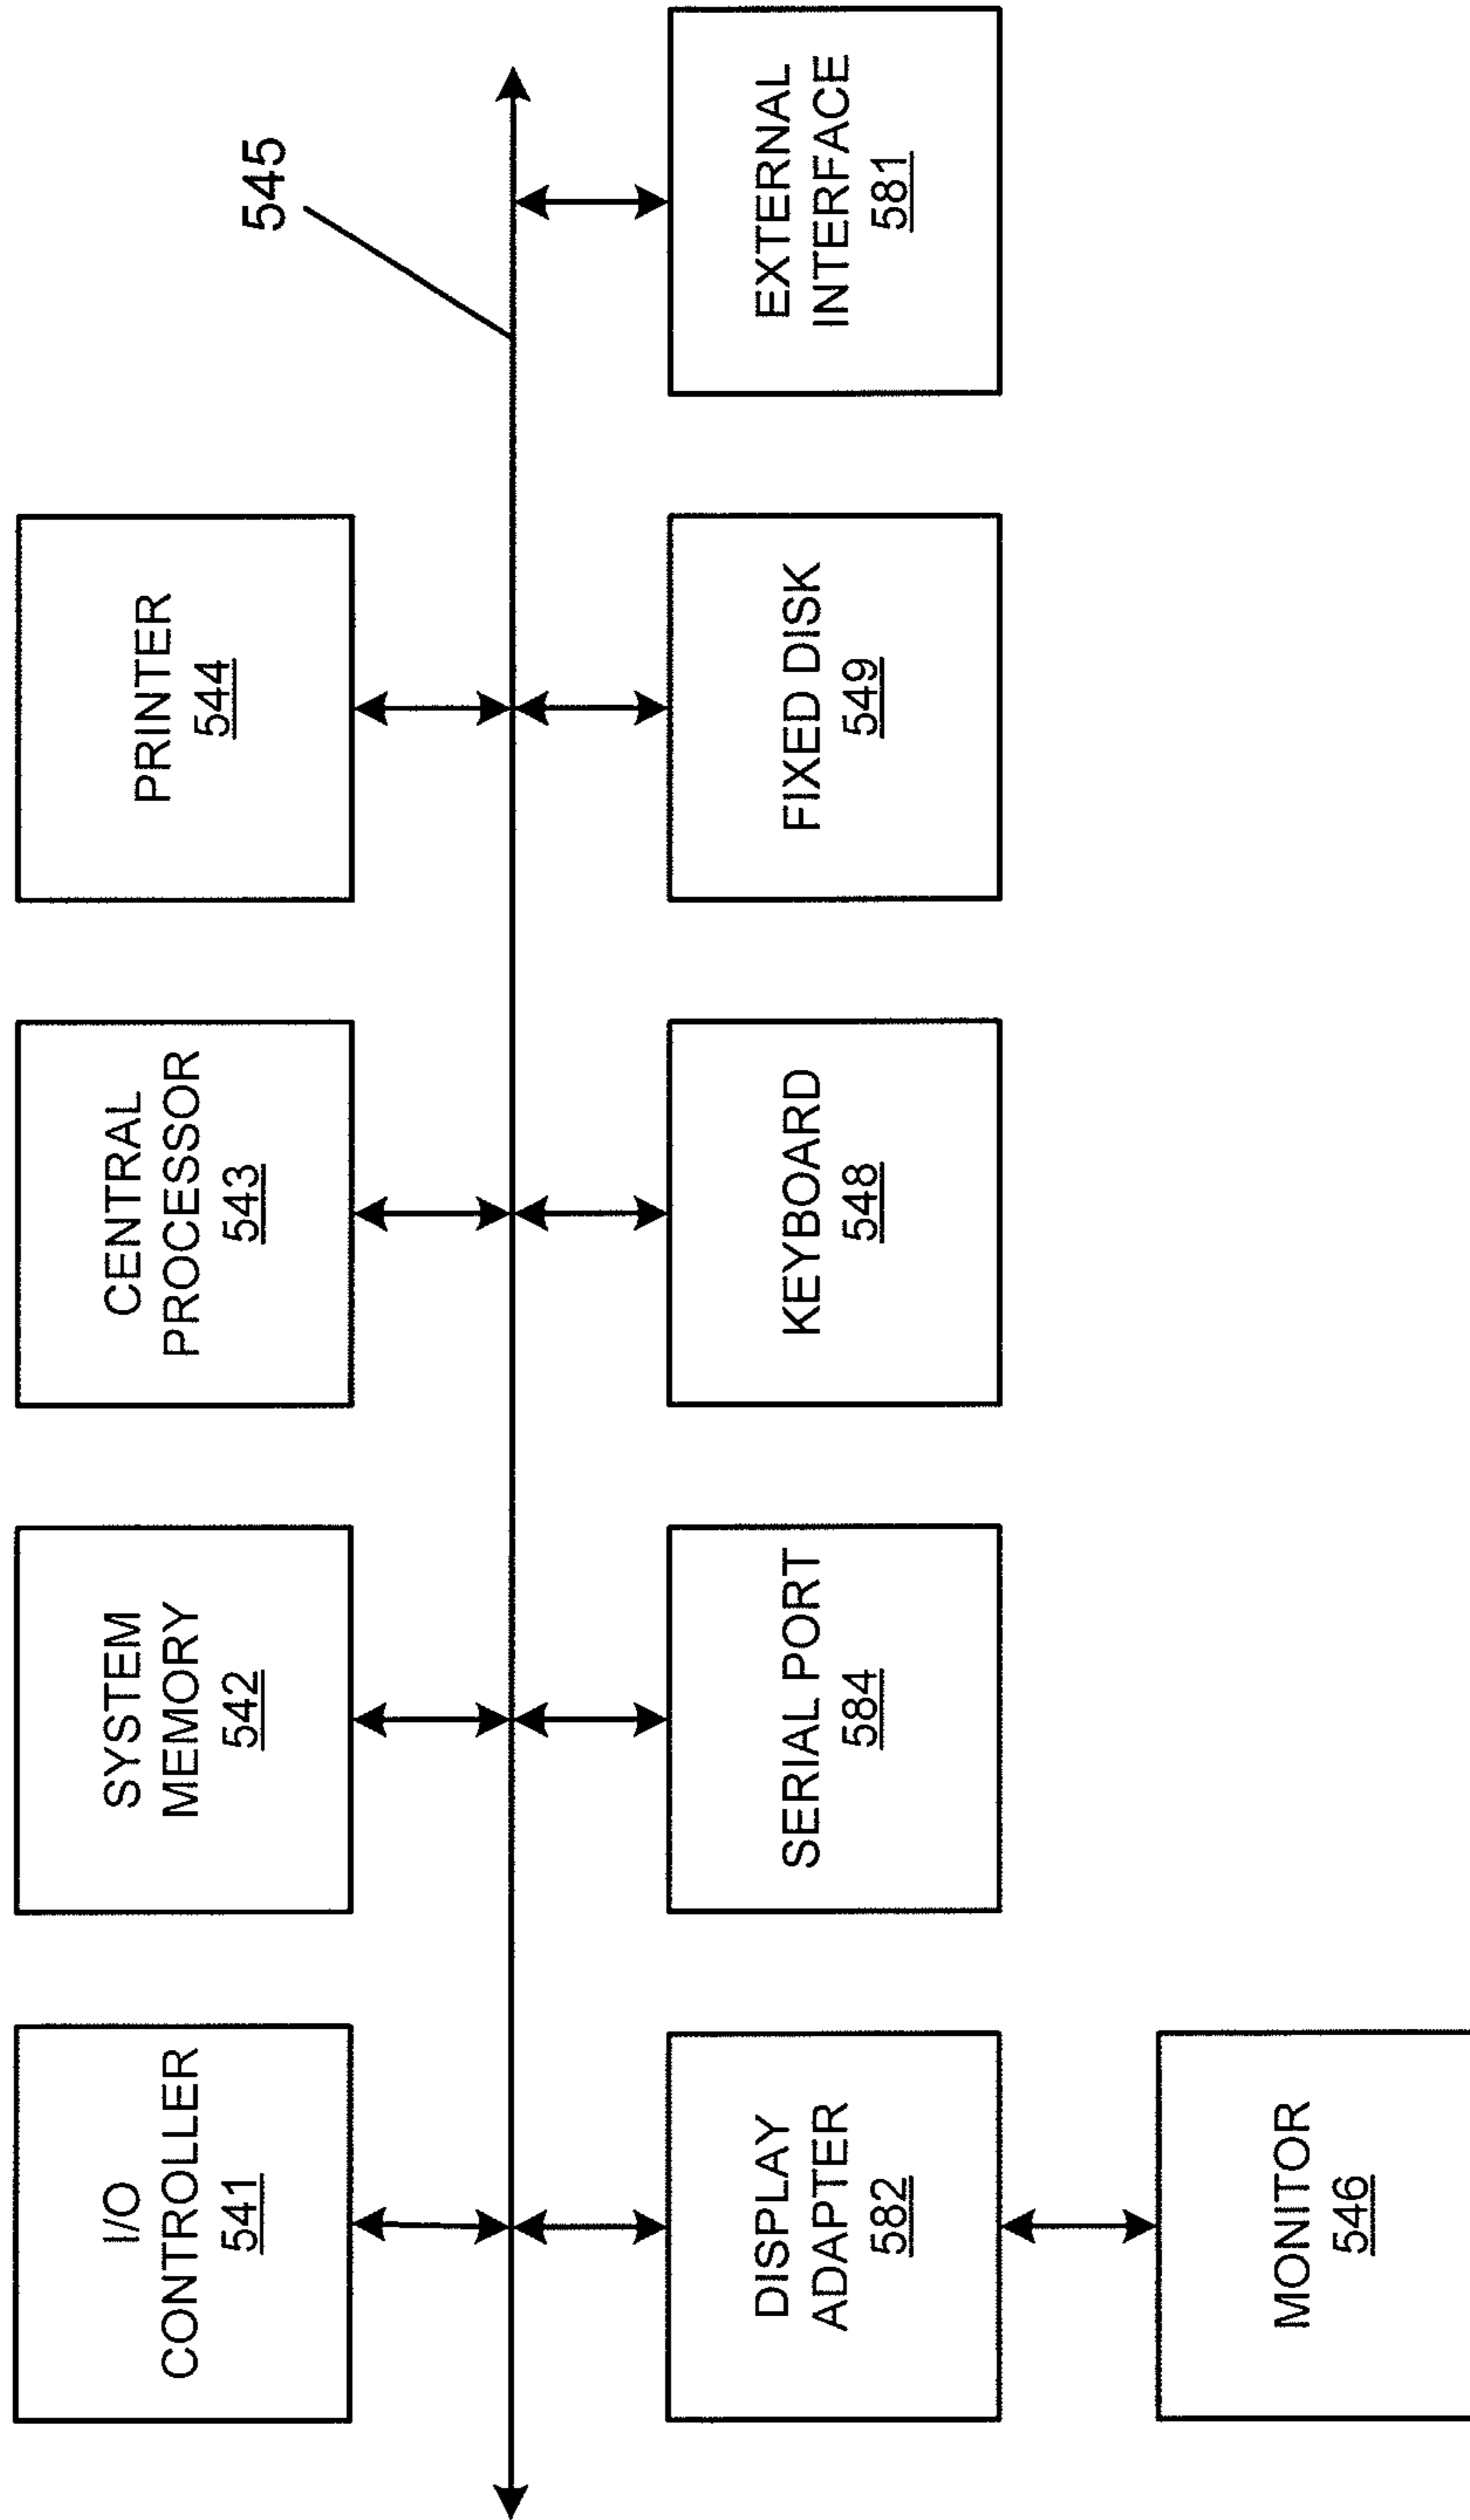 I/O
CONTROLLER
541
SYSTEM
MEMORY
542
CENTRAL
PROCESSOR
543
PRINTER
544
545
DISPLAY
ADAPTER
582
SERIAL PORT
584
KEYBOARD
548
FIXED DISK
549
EXTERNAL
INTERFACE
581
MONITOR
546